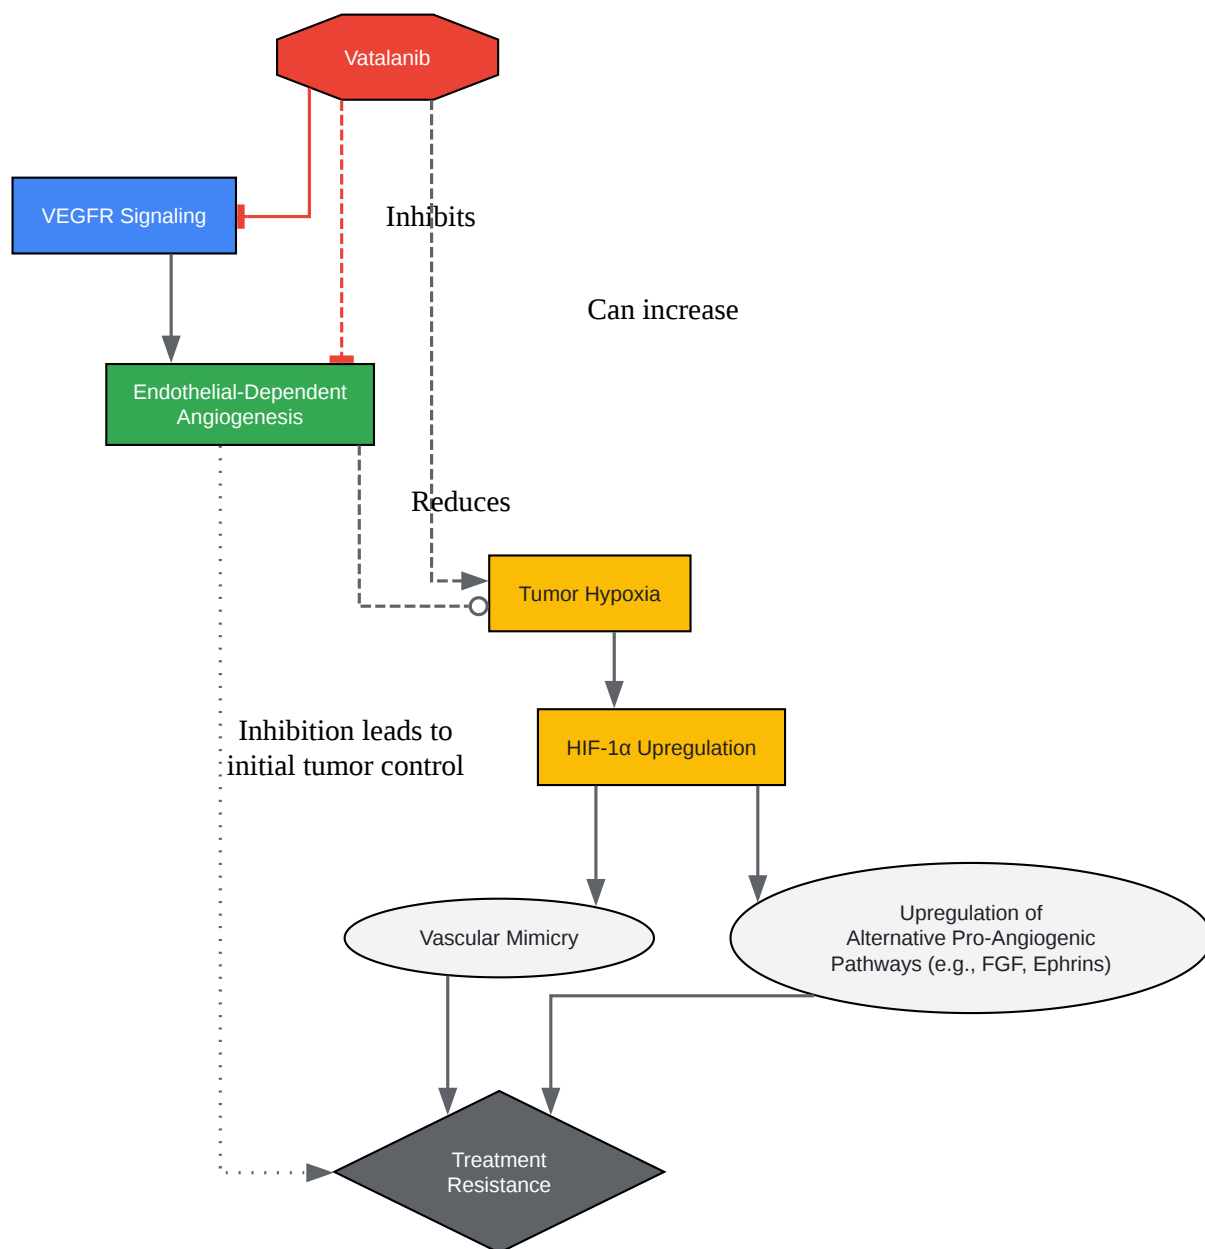 Vatalanib
VEGFR Signaling
Inhibits
Can increase
Endothelial-Dependent
Angiogenesis
Reduces
Tumor Hypoxia
Inhibition leads to
initial tumor control
HIF-1α Upregulation
Vascular Mimicry
Upregulation of
Alternative Pro-Angiogenic
Pathways (e.g., FGF, Ephrins)
Treatment
Resistance